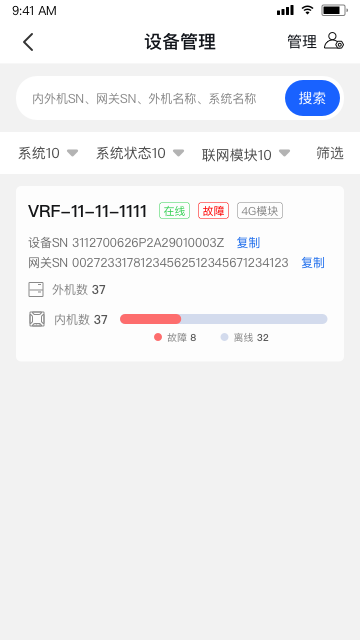 9:41 AM
设备管理
管理
内外机SN、网关SN、外机名称、系统名称
搜索
系统10 系统状态10 联网模块10 筛选
VRF-11-11-1111 在线 故障 4G模块
设备SN 3112700626P2A29010003Z 复制
网关SN 00272331781234562512345671234123 复制
外机数 37
内机数 37
故障 8 离线 32